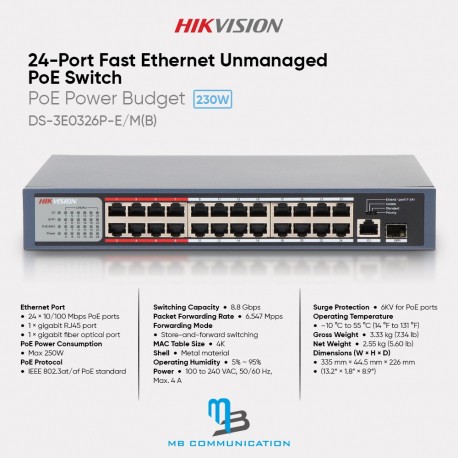 HIKVISION
24-Port Fast Ethernet Unmanaged
PoE Switch
PoE Power Budget 230W
DS-3E0326P-E/M(B)
HIKVISION
Ethernet Port
• 24 × 10/100 Mbps PoE ports
• 1 × gigabit RJ45 port
• 1 × gigabit fiber optical port
PoE Power Consumption
• Max 250W
PoE Protocol
• IEEE 802.3at/af PoE standard
Switching Capacity • 8.8 Gbps
Packet Forwarding Rate • 6.547 Mpps
Forwarding Mode
• Store-and-forward switching
MAC Table Size • 4K
Shell • Metal material
Operating Humidity • 5% ~ 95%
Power • 100 to 240 VAC, 50/60 Hz,
Max. 4 A
Surge Protection • 6KV for PoE ports
Operating Temperature
• -10 °C to 55 °C (14 °F to 131 °F)
Gross Weight • 3.33 kg (7.34 lb)
Net Weight • 2.55 kg (5.60 lb)
Dimensions (W × H × D)
• 335 mm × 44.5 mm × 226 mm
• (13.2" × 1.8" × 8.9")
MB COMMUNICATION